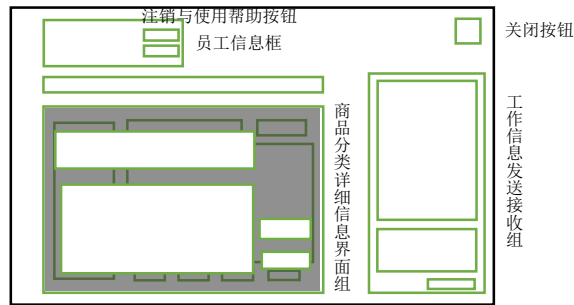 注销与使用帮助按钮
员工信息框
关闭按钮
商品分类详细信息界面组
工作信息发送接收组